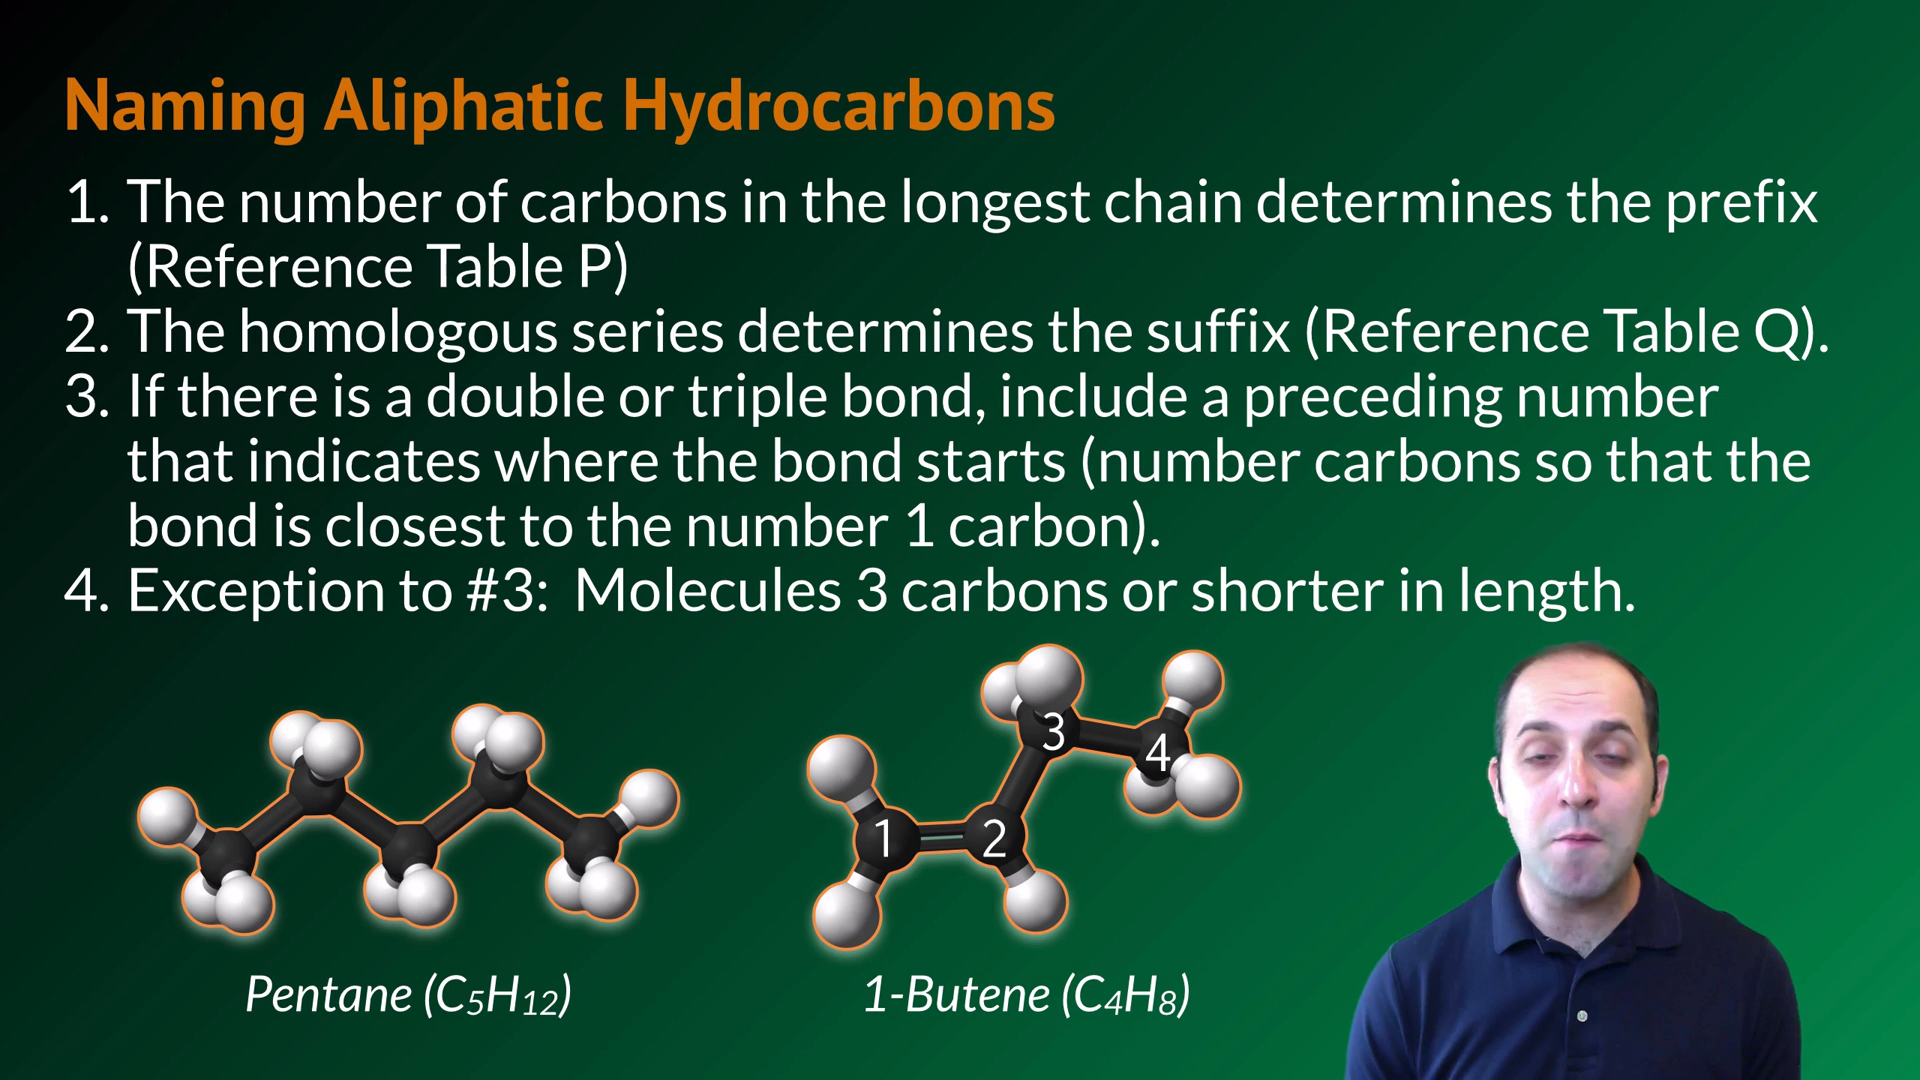 Naming Aliphatic Hydrocarbons
1. The number of carbons in the longest chain determines the prefix
(Reference Table P)
2. The homologous series determines the suffix (Reference Table Q).
3. If there is a double or triple bond, include a preceding number
that indicates where the bond starts (number carbons so that the
bond is closest to the number 1 carbon).
4. Exception to #3:  Molecules 3 carbons or shorter in length.
3
4
1 2
Pentane (C₅H₁₂)
1-Butene (C₄H₈)